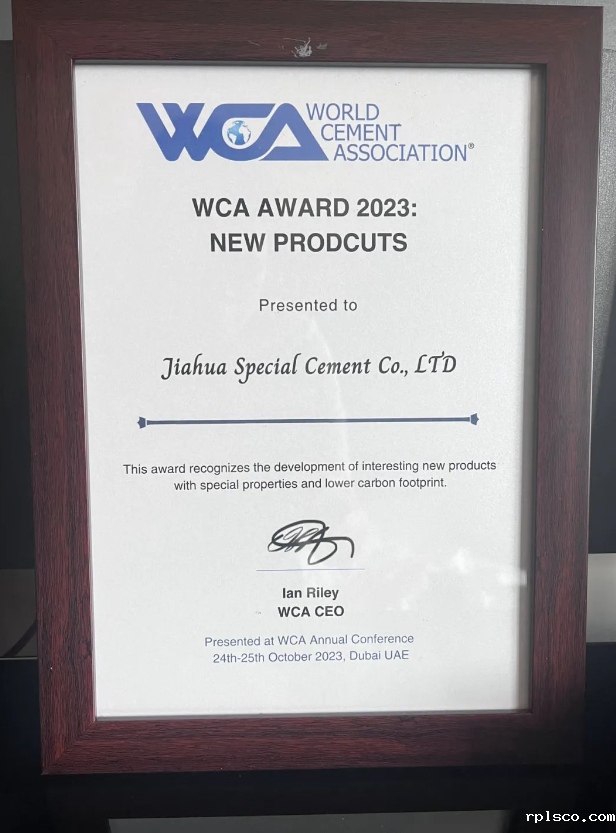 WCA
WORLD
CEMENT
ASSOCIATION®
WCA AWARD 2023:
NEW PRODCUTS
Presented to
Jiahua Special Cement Co., LTD
This award recognizes the development of interesting new products
with special properties and lower carbon footprint.
Ian Riley
WCA CEO
Presented at WCA Annual Conference
24th-25th October 2023, Dubai UAE
rplsco.com